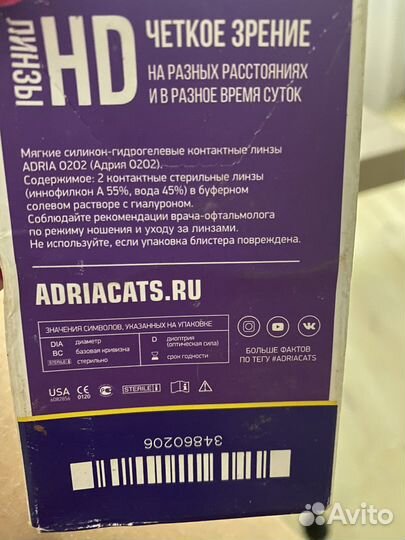 ЛИНЗЫ
HD
ЧЕТКОЕ ЗРЕНИЕ
НА РАЗНЫХ РАССТОЯНИЯХ
И В РАЗНОЕ ВРЕМЯ СУТОК
Мягкие силикон-гидрогелевые контактные линзы
ADRIA O2O2 (Адрия О2О2).
Содержимое: 2 контактные стерильные линзы
(иннофилкон А 55%, вода 45%) в буферном
солевом растворе с гиалуроном.
Соблюдайте рекомендации врача-офтальмолога
по режиму ношения и уходу за линзами.
Не используйте, если упаковка блистера повреждена.
ADRIACATS.RU
ЗНАЧЕНИЯ СИМВОЛОВ, УКАЗАННЫХ НА УПАКОВКЕ
DIA диаметр
BC базовая кривизна
STERILE стерильно
D диоптрия
(оптическая сила)
срок годности
БОЛЬШЕ ФАКТОВ
ПО ТЕГУ #ADRIACATS
USA CE
0120
STERILE
34860206
Avito